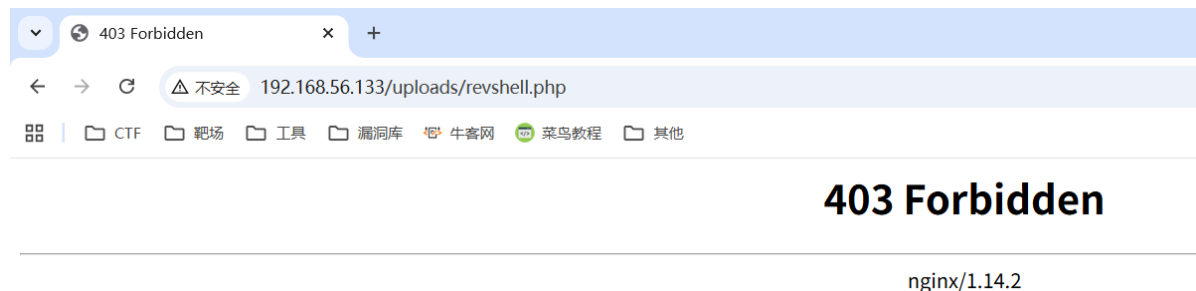 403 Forbidden
不安全 192.168.56.133/uploads/revshell.php
CTF 靶场 工具 漏洞库 牛客网 菜鸟教程 其他
403 Forbidden
nginx/1.14.2